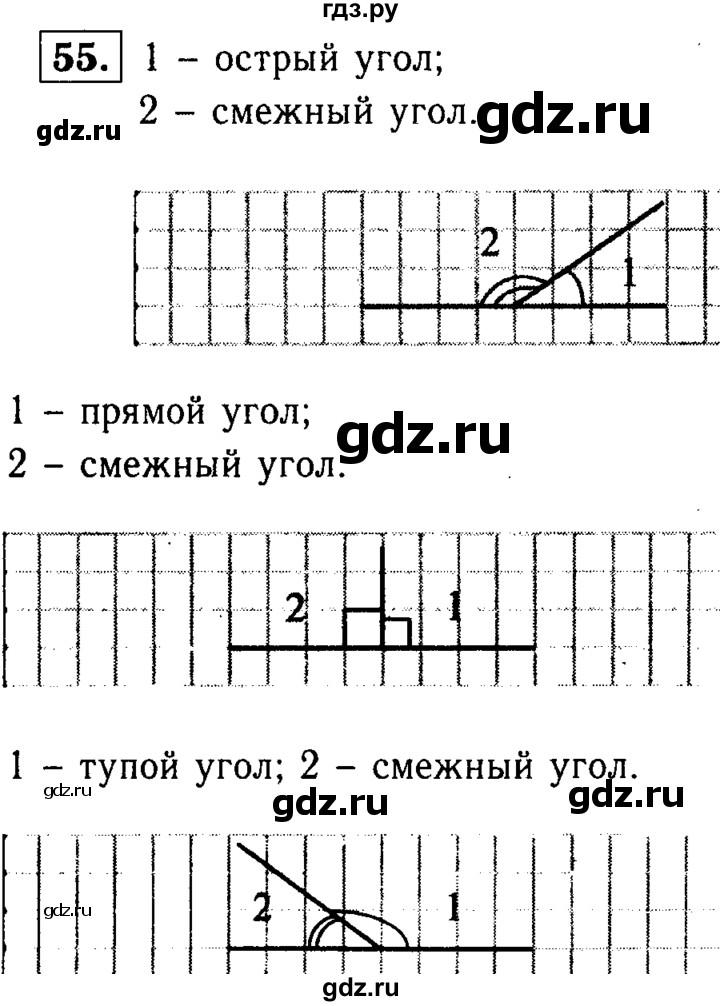 гдз.ру
55. 1 – острый угол;
gdz.ru
2 – смежный угол.
gdz.ru
2
1
1 – прямой угол;
gdz.ru
2 – смежный угол.
2
1
1 – тупой угол; 2 – смежный угол.
gdz.ru
gdz.ru
gdz.ru
2
1
gdz.ru